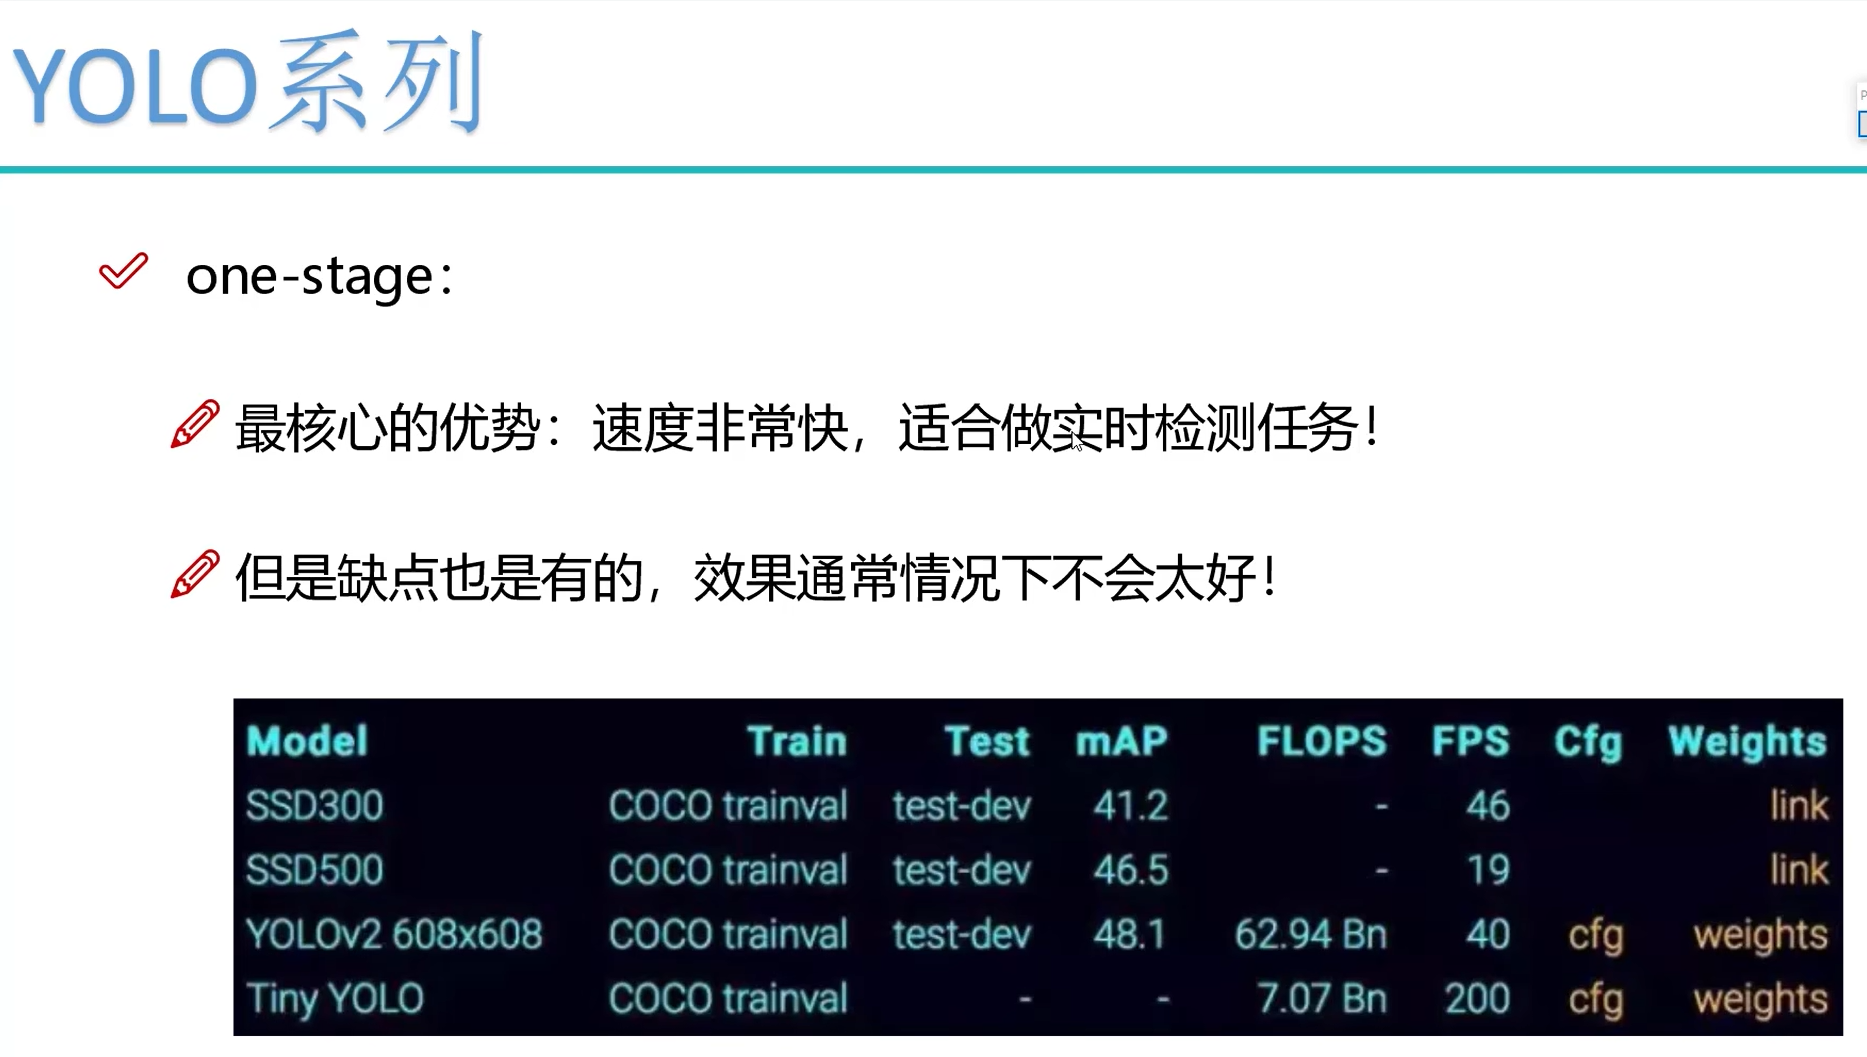 YOLO系列
one-stage：
最核心的优势：速度非常快，适合做实时检测任务！
但是缺点也是有的，效果通常情况下不会太好！
Model Train Test mAP FLOPS FPS Cfg Weights
SSD300 COCO trainval test-dev 41.2 - 46 link
SSD500 COCO trainval test-dev 46.5 - 19 link
YOLOv2 608x608 COCO trainval test-dev 48.1 62.94 Bn 40 cfg weights
Tiny YOLO COCO trainval - - 7.07 Bn 200 cfg weights